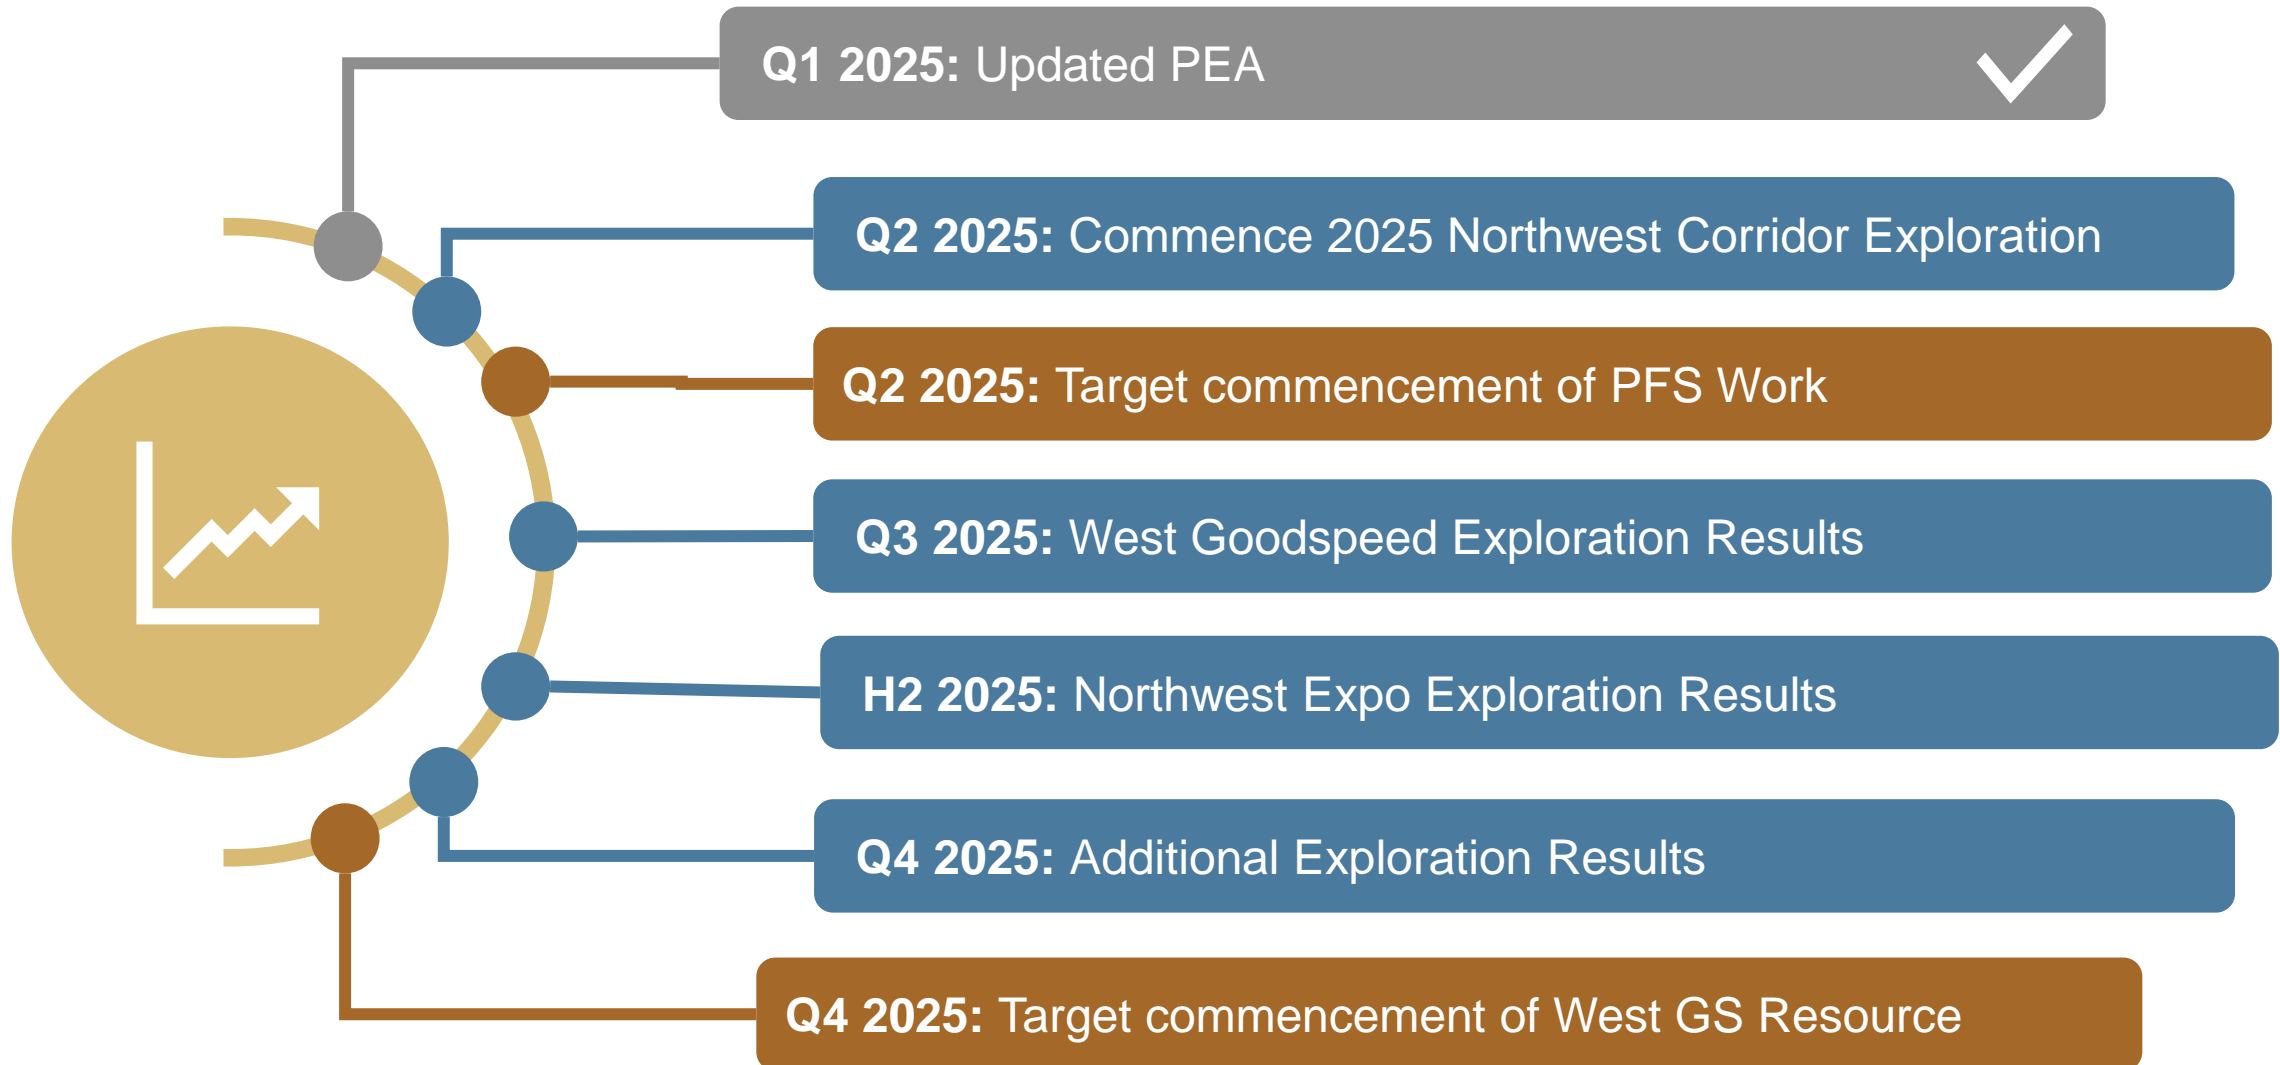 Q1 2025: Updated PEA
Q2 2025: Commence 2025 Northwest Corridor Exploration
Q2 2025: Target commencement of PFS Work
Q3 2025: West Goodspeed Exploration Results
H2 2025: Northwest Expo Exploration Results
Q4 2025: Additional Exploration Results
Q4 2025: Target commencement of West GS Resource